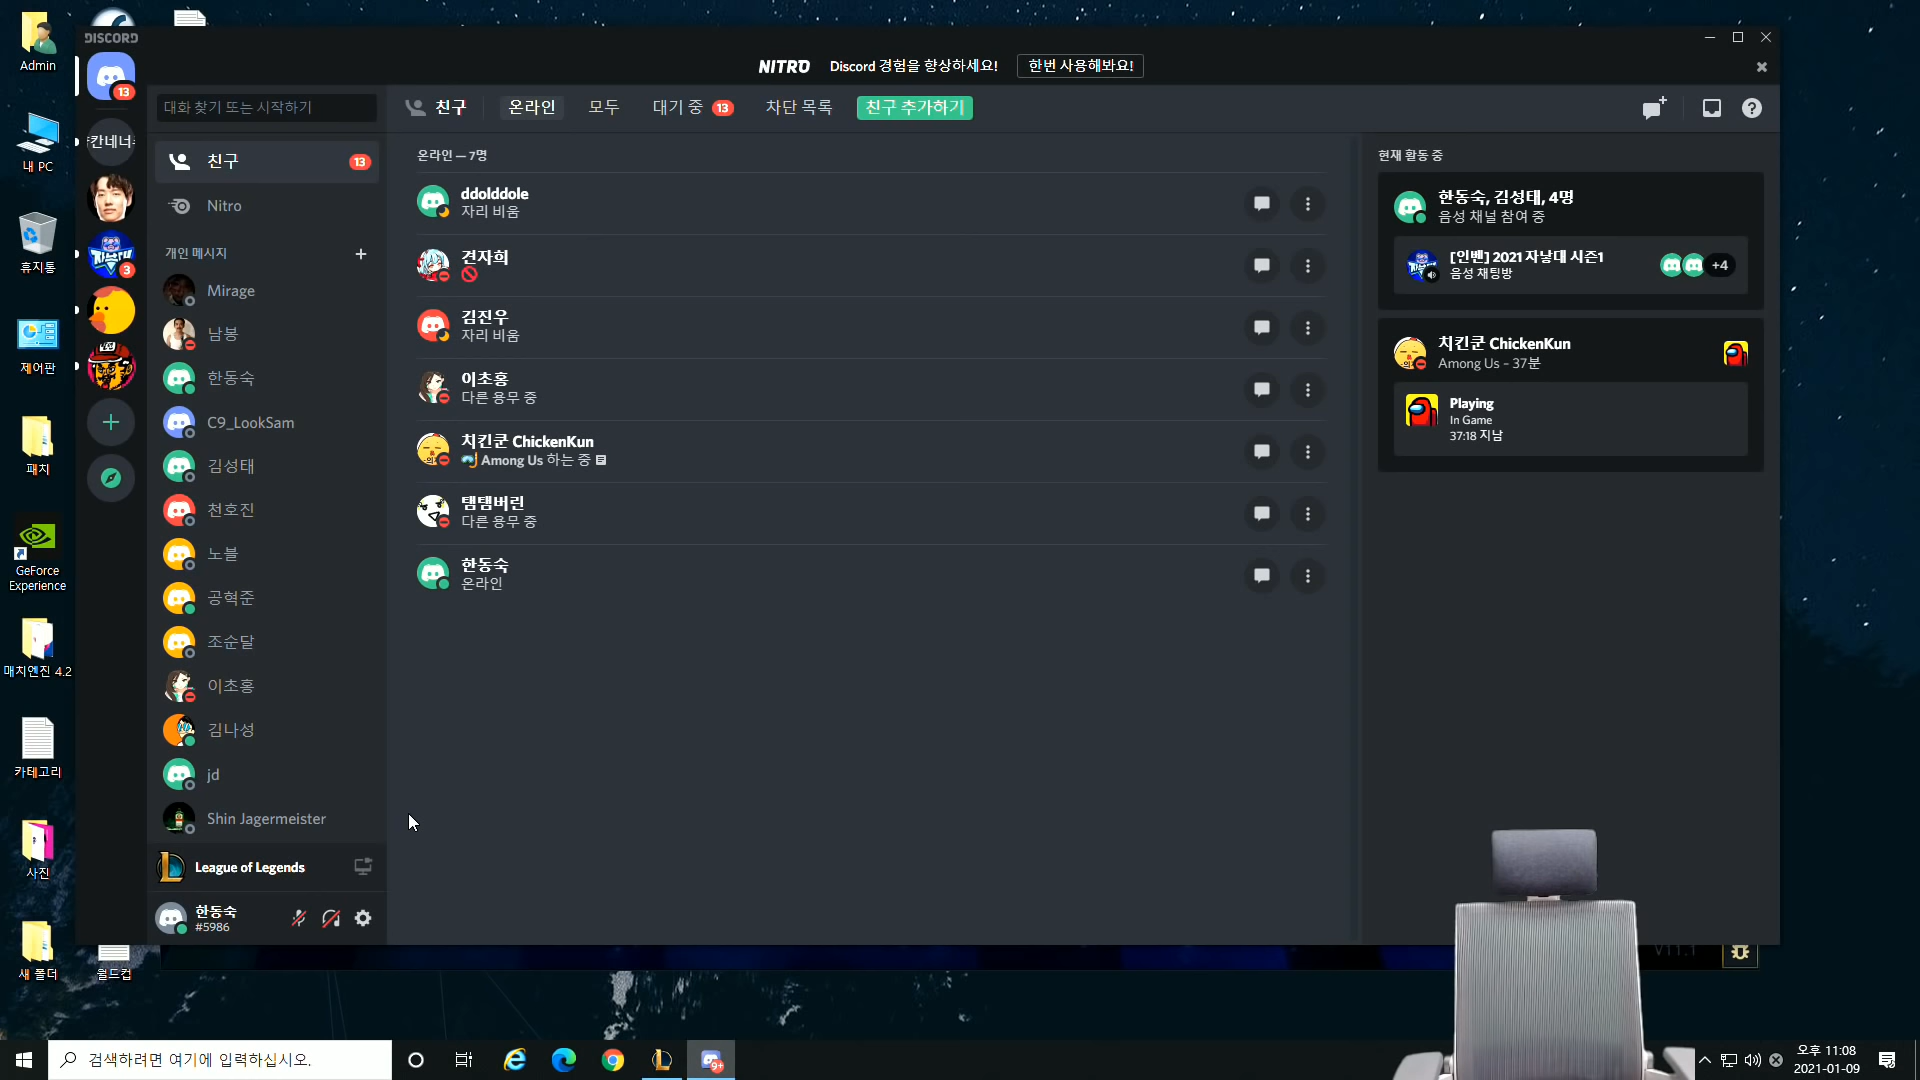 Admin
내 PC
휴지통
제어판
패치
GeForce
Experience
매치엔진 4.2
카테고리
사진
새 폴더
월드컵
DISCORD
13
3
NITRO
Discord 경험을 향상하세요!
한번 사용해봐요!
대화 찾기 또는 시작하기
친구
13
Nitro
개인 메시지
Mirage
남봉
한동숙
C9_LookSam
김성태
천호진
노블
공혁준
조순달
이초홍
김나성
jd
Shin Jagermeister
League of Legends
한동숙
#5986
친구
온라인
모두
대기 중
13
차단 목록
친구 추가하기
온라인 — 7명
ddolddole
자리 비움
견자희
김진우
자리 비움
이초홍
다른 용무 중
치킨쿤 ChickenKun
Among Us 하는 중
탬탬버린
다른 용무 중
한동숙
온라인
현재 활동 중
한동숙, 김성태, 4명
음성 채널 참여 중
[인벤] 2021 자낳대 시즌1
음성 채팅방
+4
치킨쿤 ChickenKun
Among Us - 37분
Playing
In Game
37:18 지남
V11.1
검색하려면 여기에 입력하십시오.
9+
오후 11:08
2021-01-09